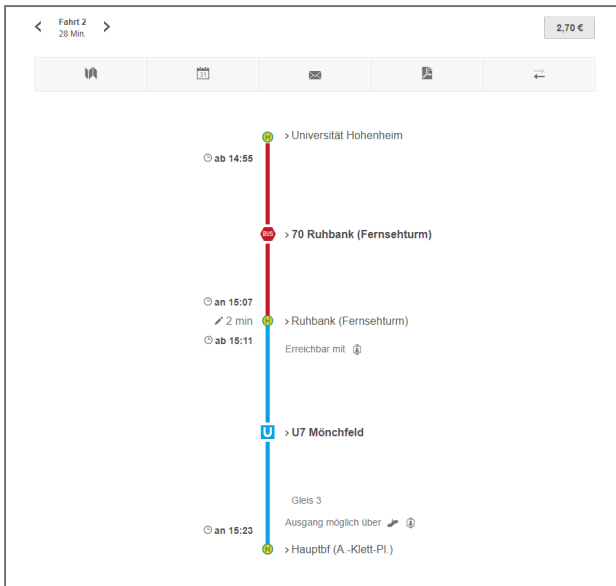 Fahrt 2
28 Min.
2,70 €
31
H
> Universität Hohenheim
ab 14:55
BUS
> 70 Ruhbank (Fernsehturm)
an 15:07
2 min
H
> Ruhbank (Fernsehturm)
ab 15:11
Erreichbar mit
U
> U7 Mönchfeld
Gleis 3
Ausgang möglich über
an 15:23
H
> Hauptbf (A.-Klett-Pl.)